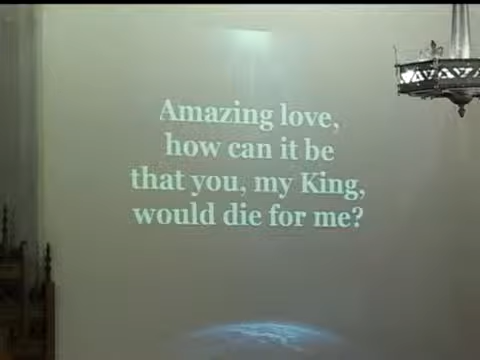 Amazing love,
how can it be
that you, my King,
would die for me?